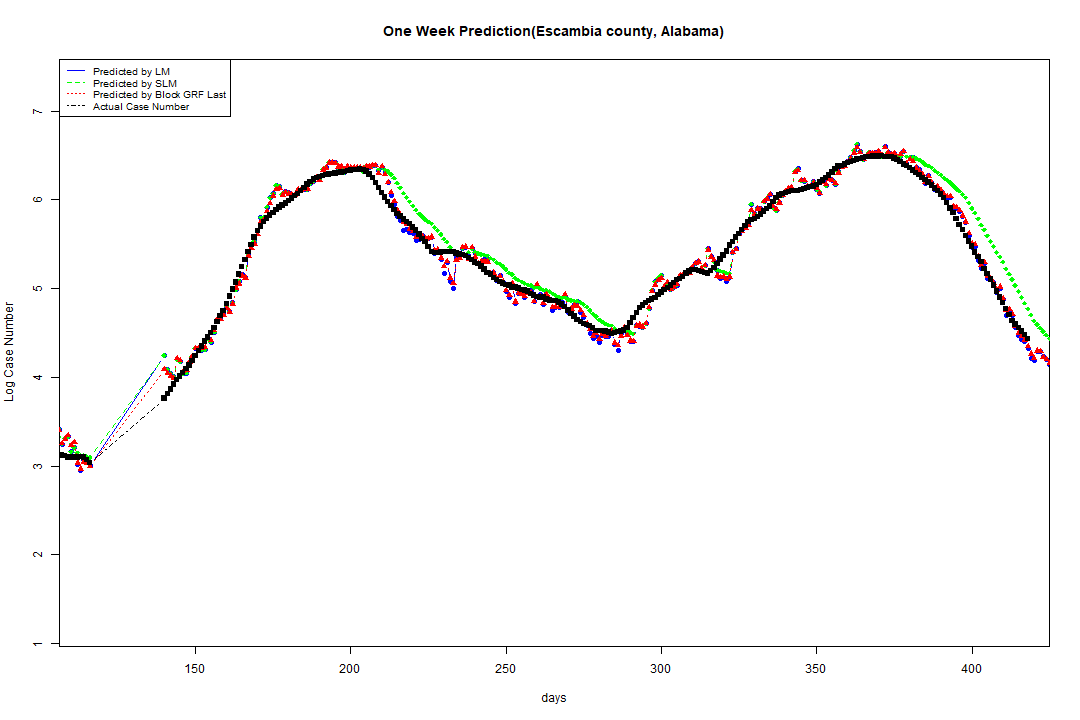 One Week Prediction(Escambia county, Alabama)
Predicted by LM
Predicted by SLM
Predicted by Block GRF Last
Actual Case Number
Log Case Number
7
6
5
4
3
2
1
150 200 250 300 350 400
days